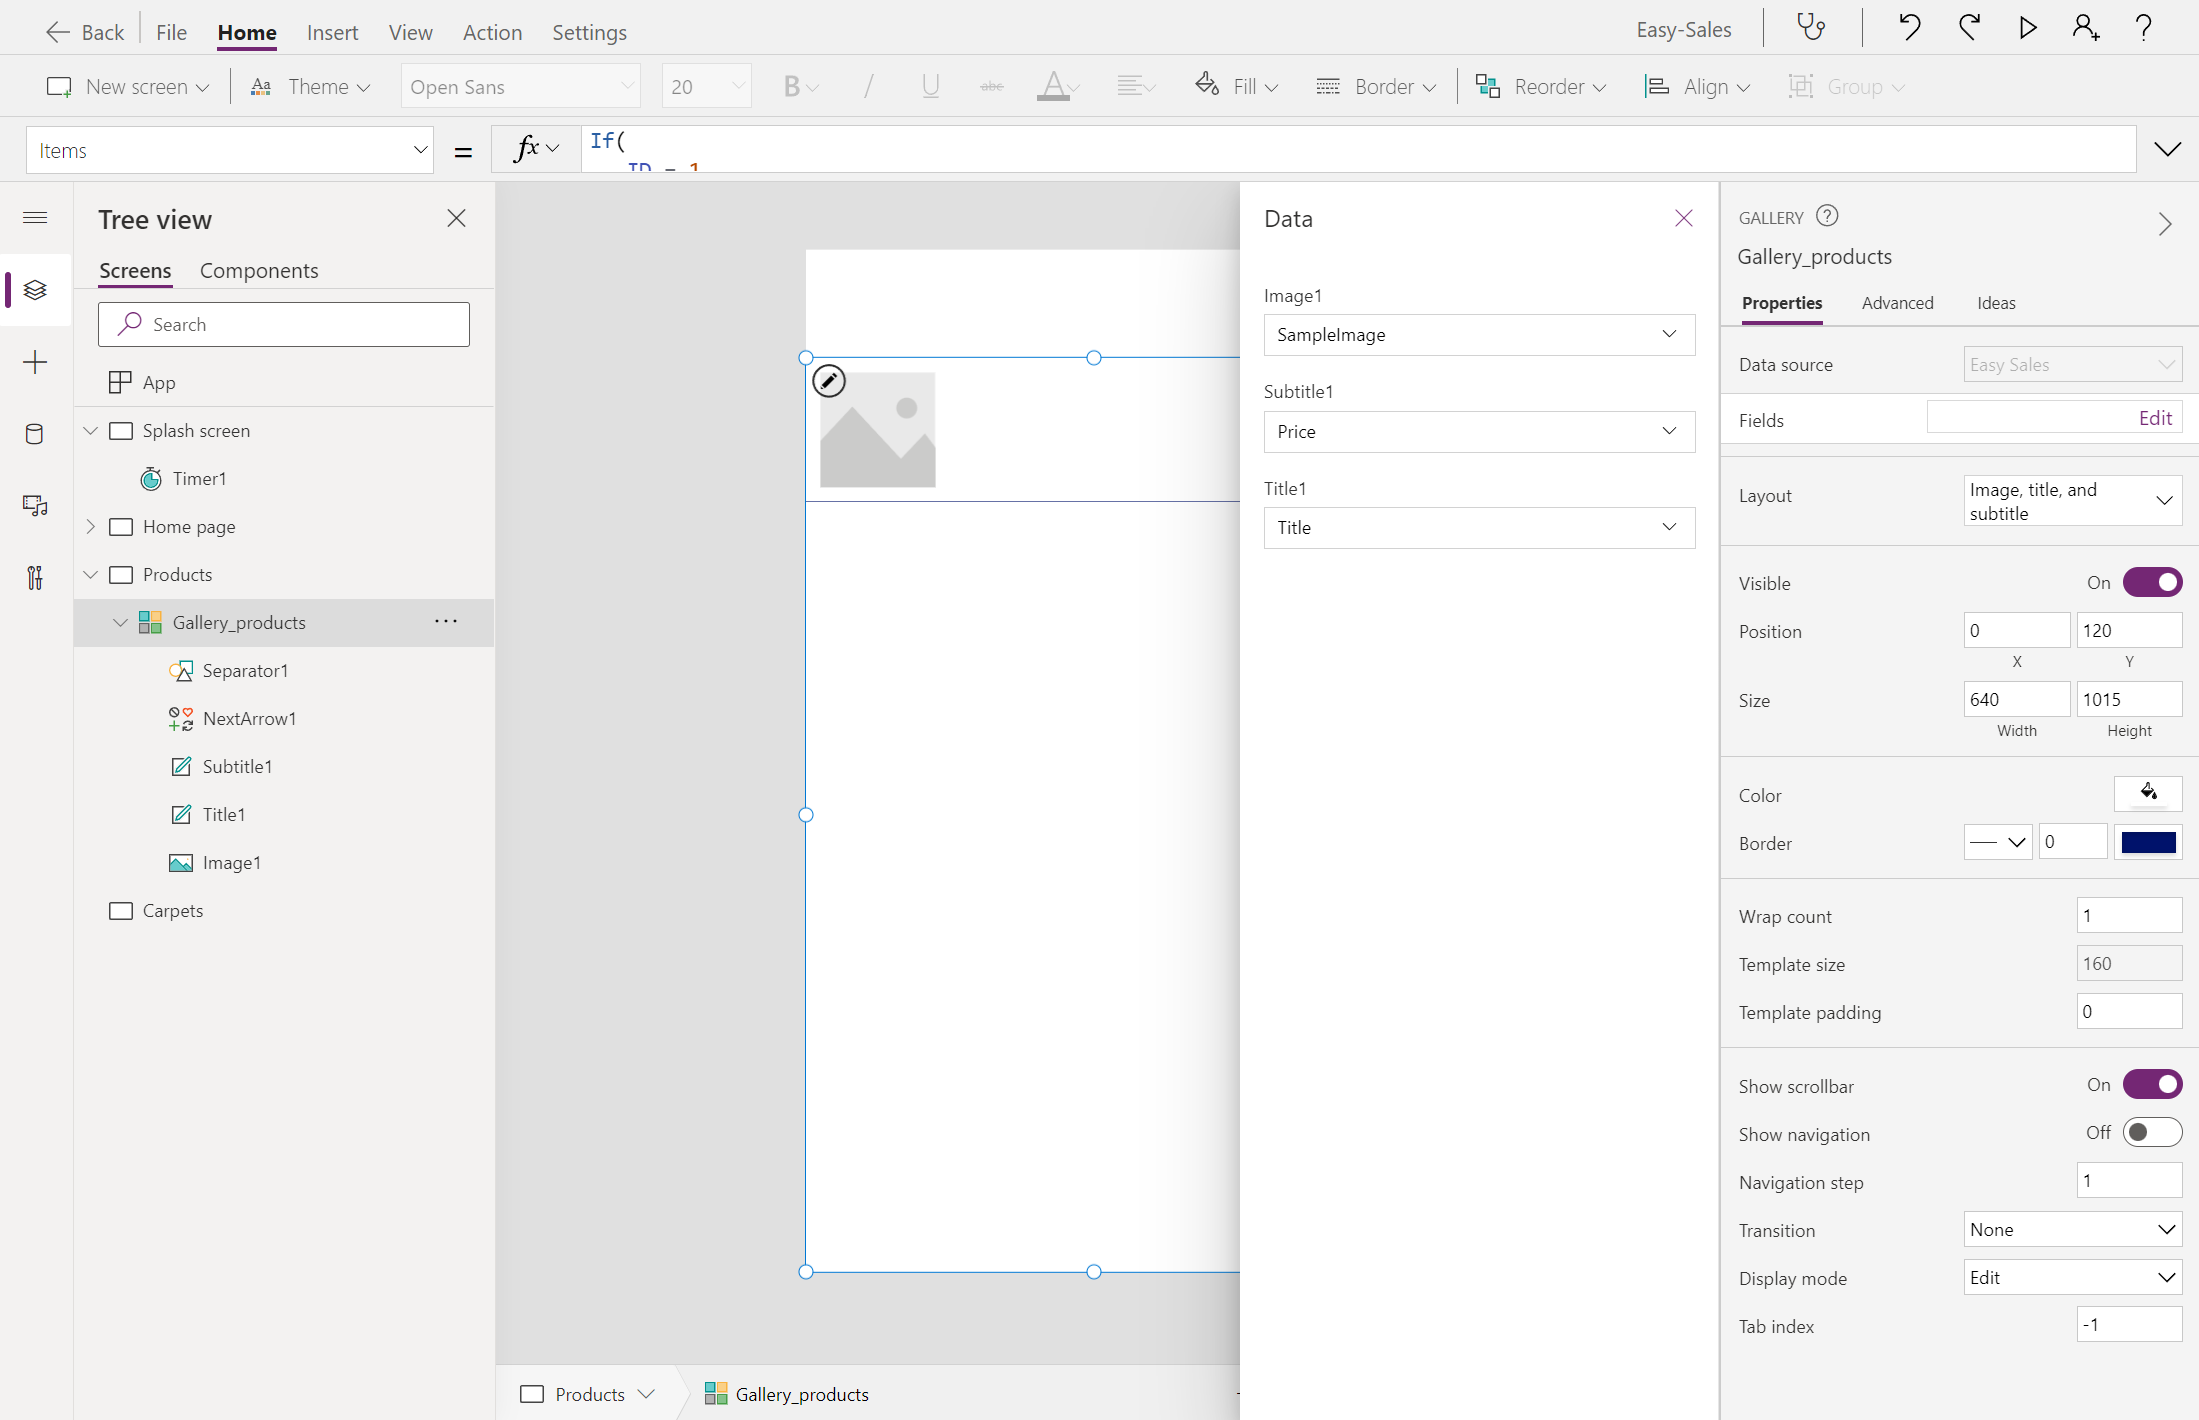 Back File Home Insert View Action Settings Easy-Sales
New screen Aa Theme Open Sans 20 B / U abc A Fill Border Reorder Align Group
Items = fx If(
ID = 1
Tree view
Screens Components
Search
App
Splash screen
Timer1
Home page
Products
Gallery_products ...
Separator1
NextArrow1
Subtitle1
Title1
Image1
Carpets
Products Gallery_products
Data
Image1
SampleImage
Subtitle1
Price
Title1
Title
GALLERY ?
Gallery_products
Properties Advanced Ideas
Data source Easy Sales
Fields Edit
Layout Image, title, and
subtitle
Visible On
Position 0 120
X Y
Size 640 1015
Width Height
Color
Border 0
Wrap count 1
Template size 160
Template padding 0
Show scrollbar On
Show navigation Off
Navigation step 1
Transition None
Display mode Edit
Tab index -1